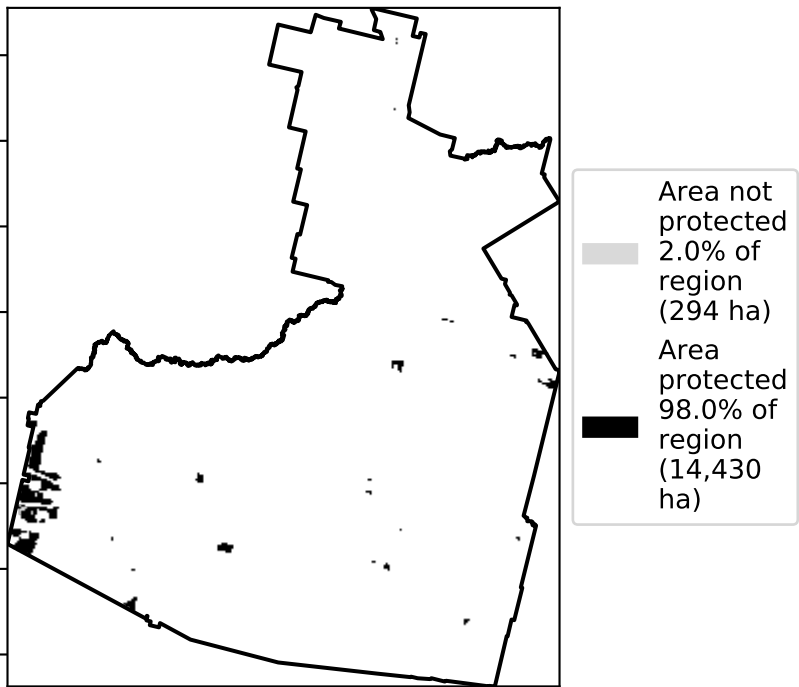 Area not
protected
2.0% of
region
(294 ha)
Area
protected
98.0% of
region
(14,430
ha)